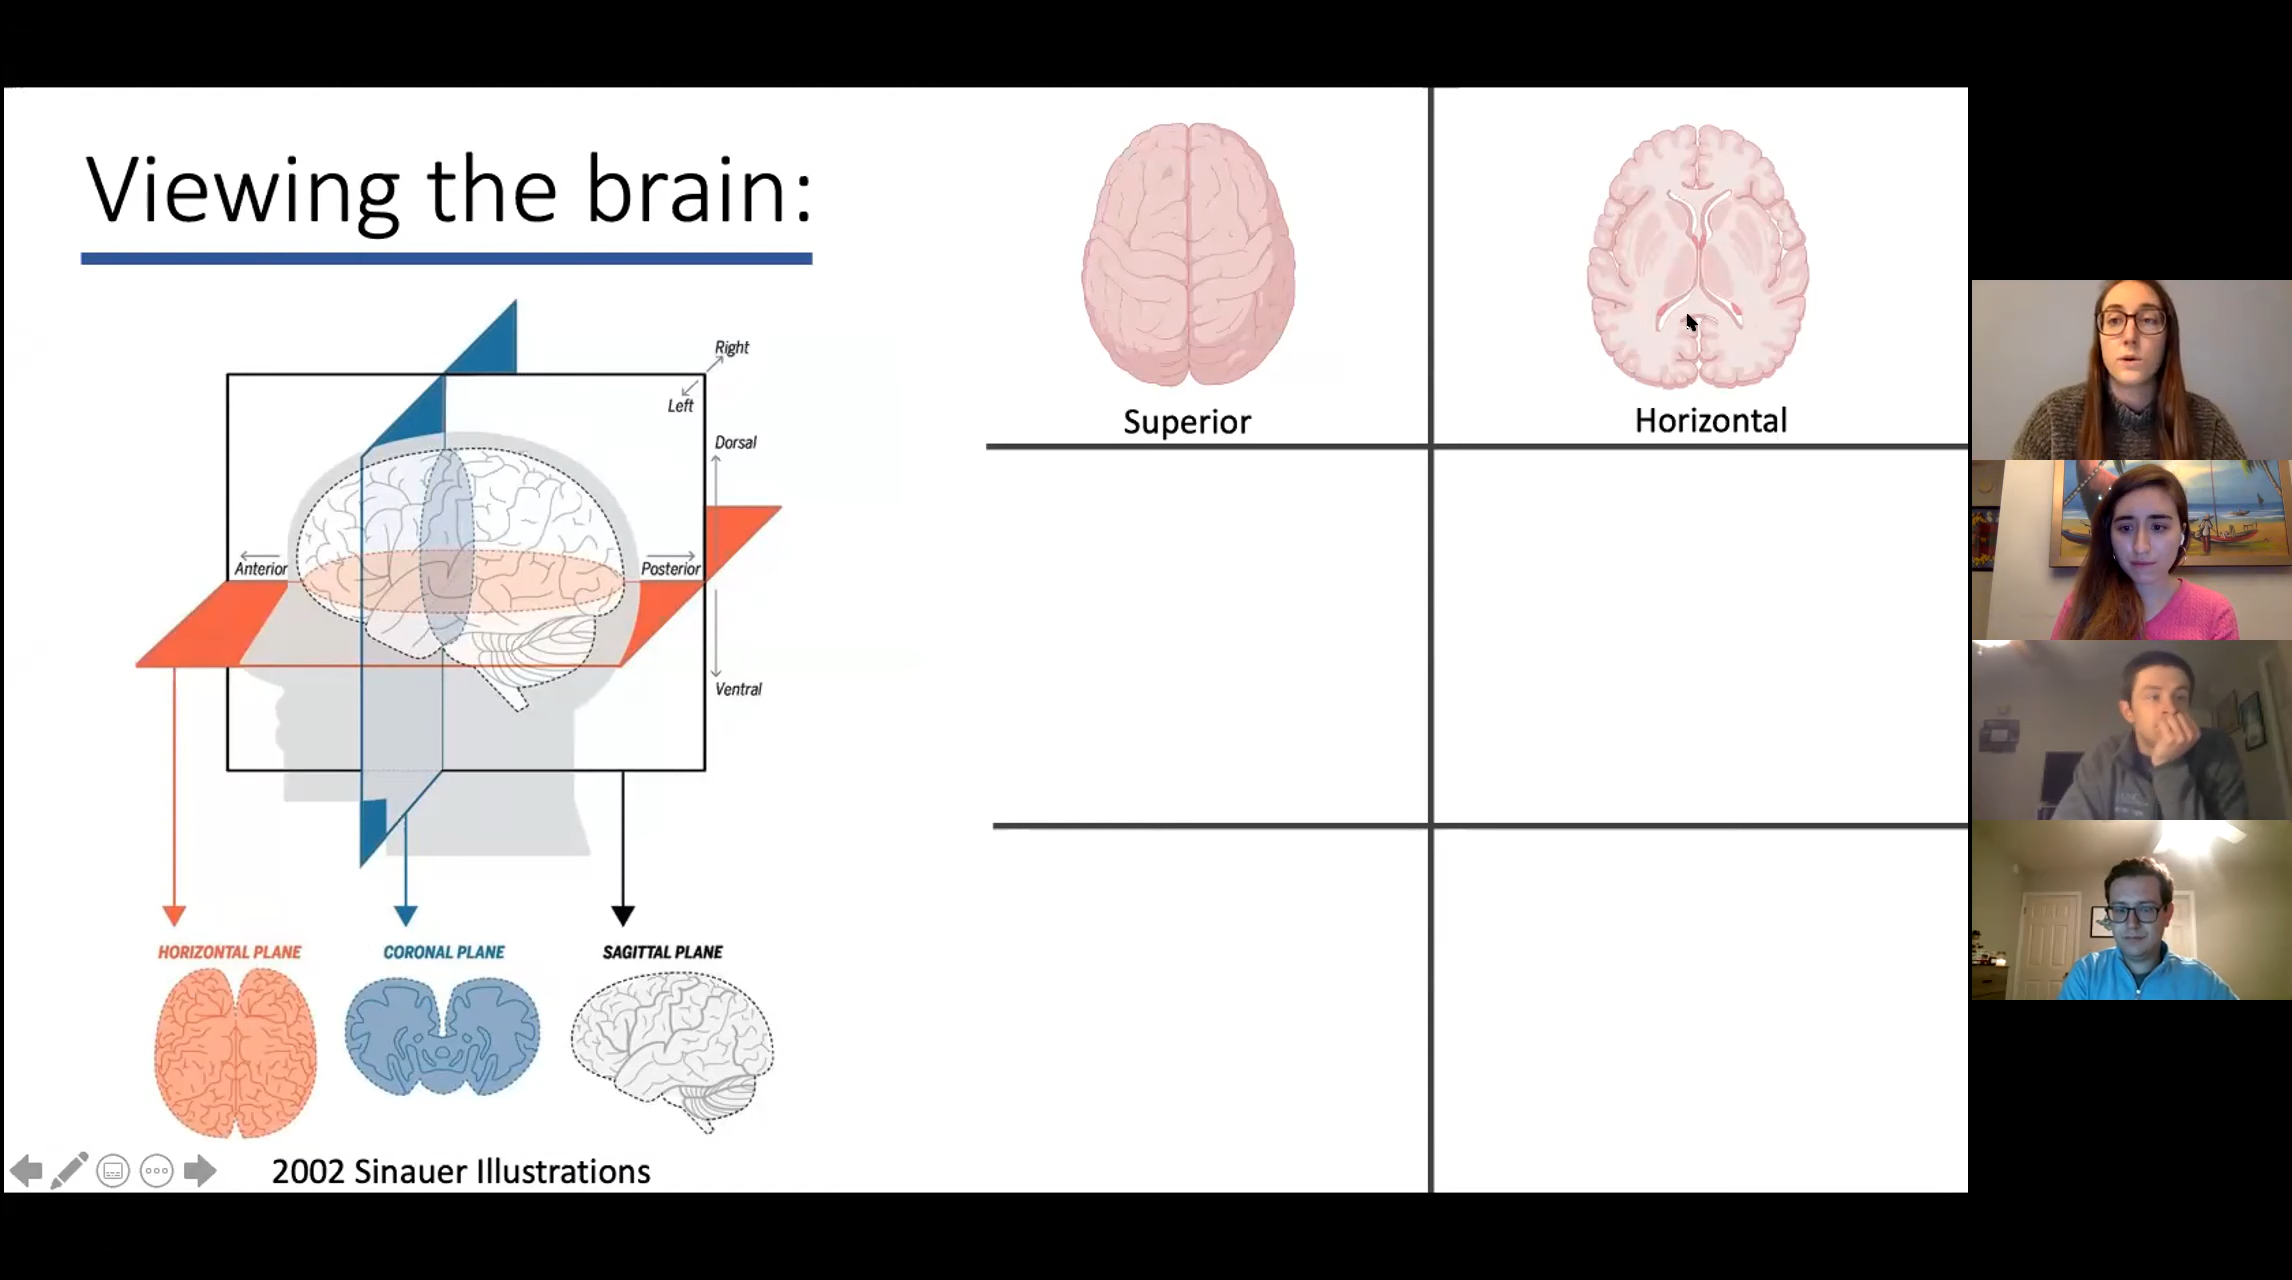 Viewing the brain:
Right
Left
Dorsal
Anterior
Posterior
Ventral
HORIZONTAL PLANE
CORONAL PLANE
SAGITTAL PLANE
2002 Sinauer Illustrations
Superior
Horizontal